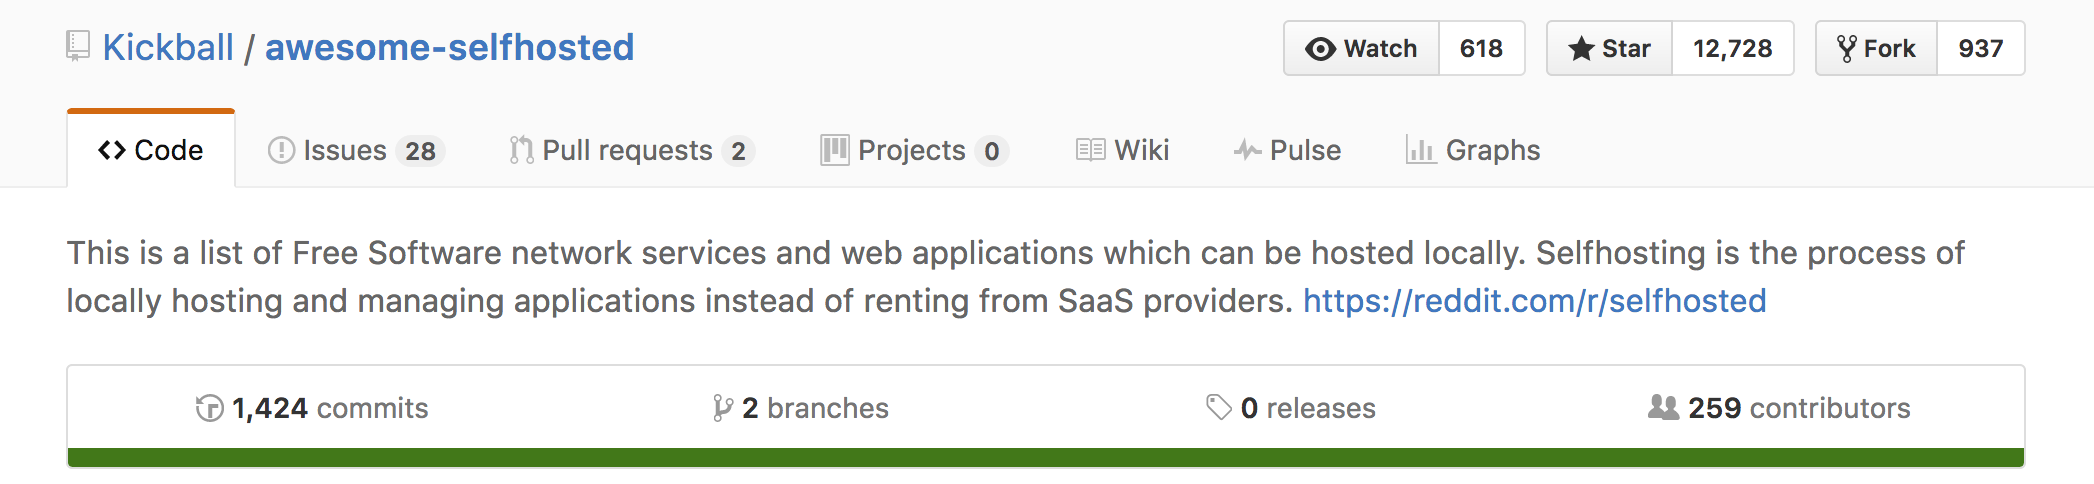 Kickball / awesome-selfhosted
Watch 618 Star 12,728 Fork 937
Code Issues 28 Pull requests 2 Projects 0 Wiki Pulse Graphs
This is a list of Free Software network services and web applications which can be hosted locally. Selfhosting is the process of
locally hosting and managing applications instead of renting from SaaS providers. https://reddit.com/r/selfhosted
1,424 commits 2 branches 0 releases 259 contributors